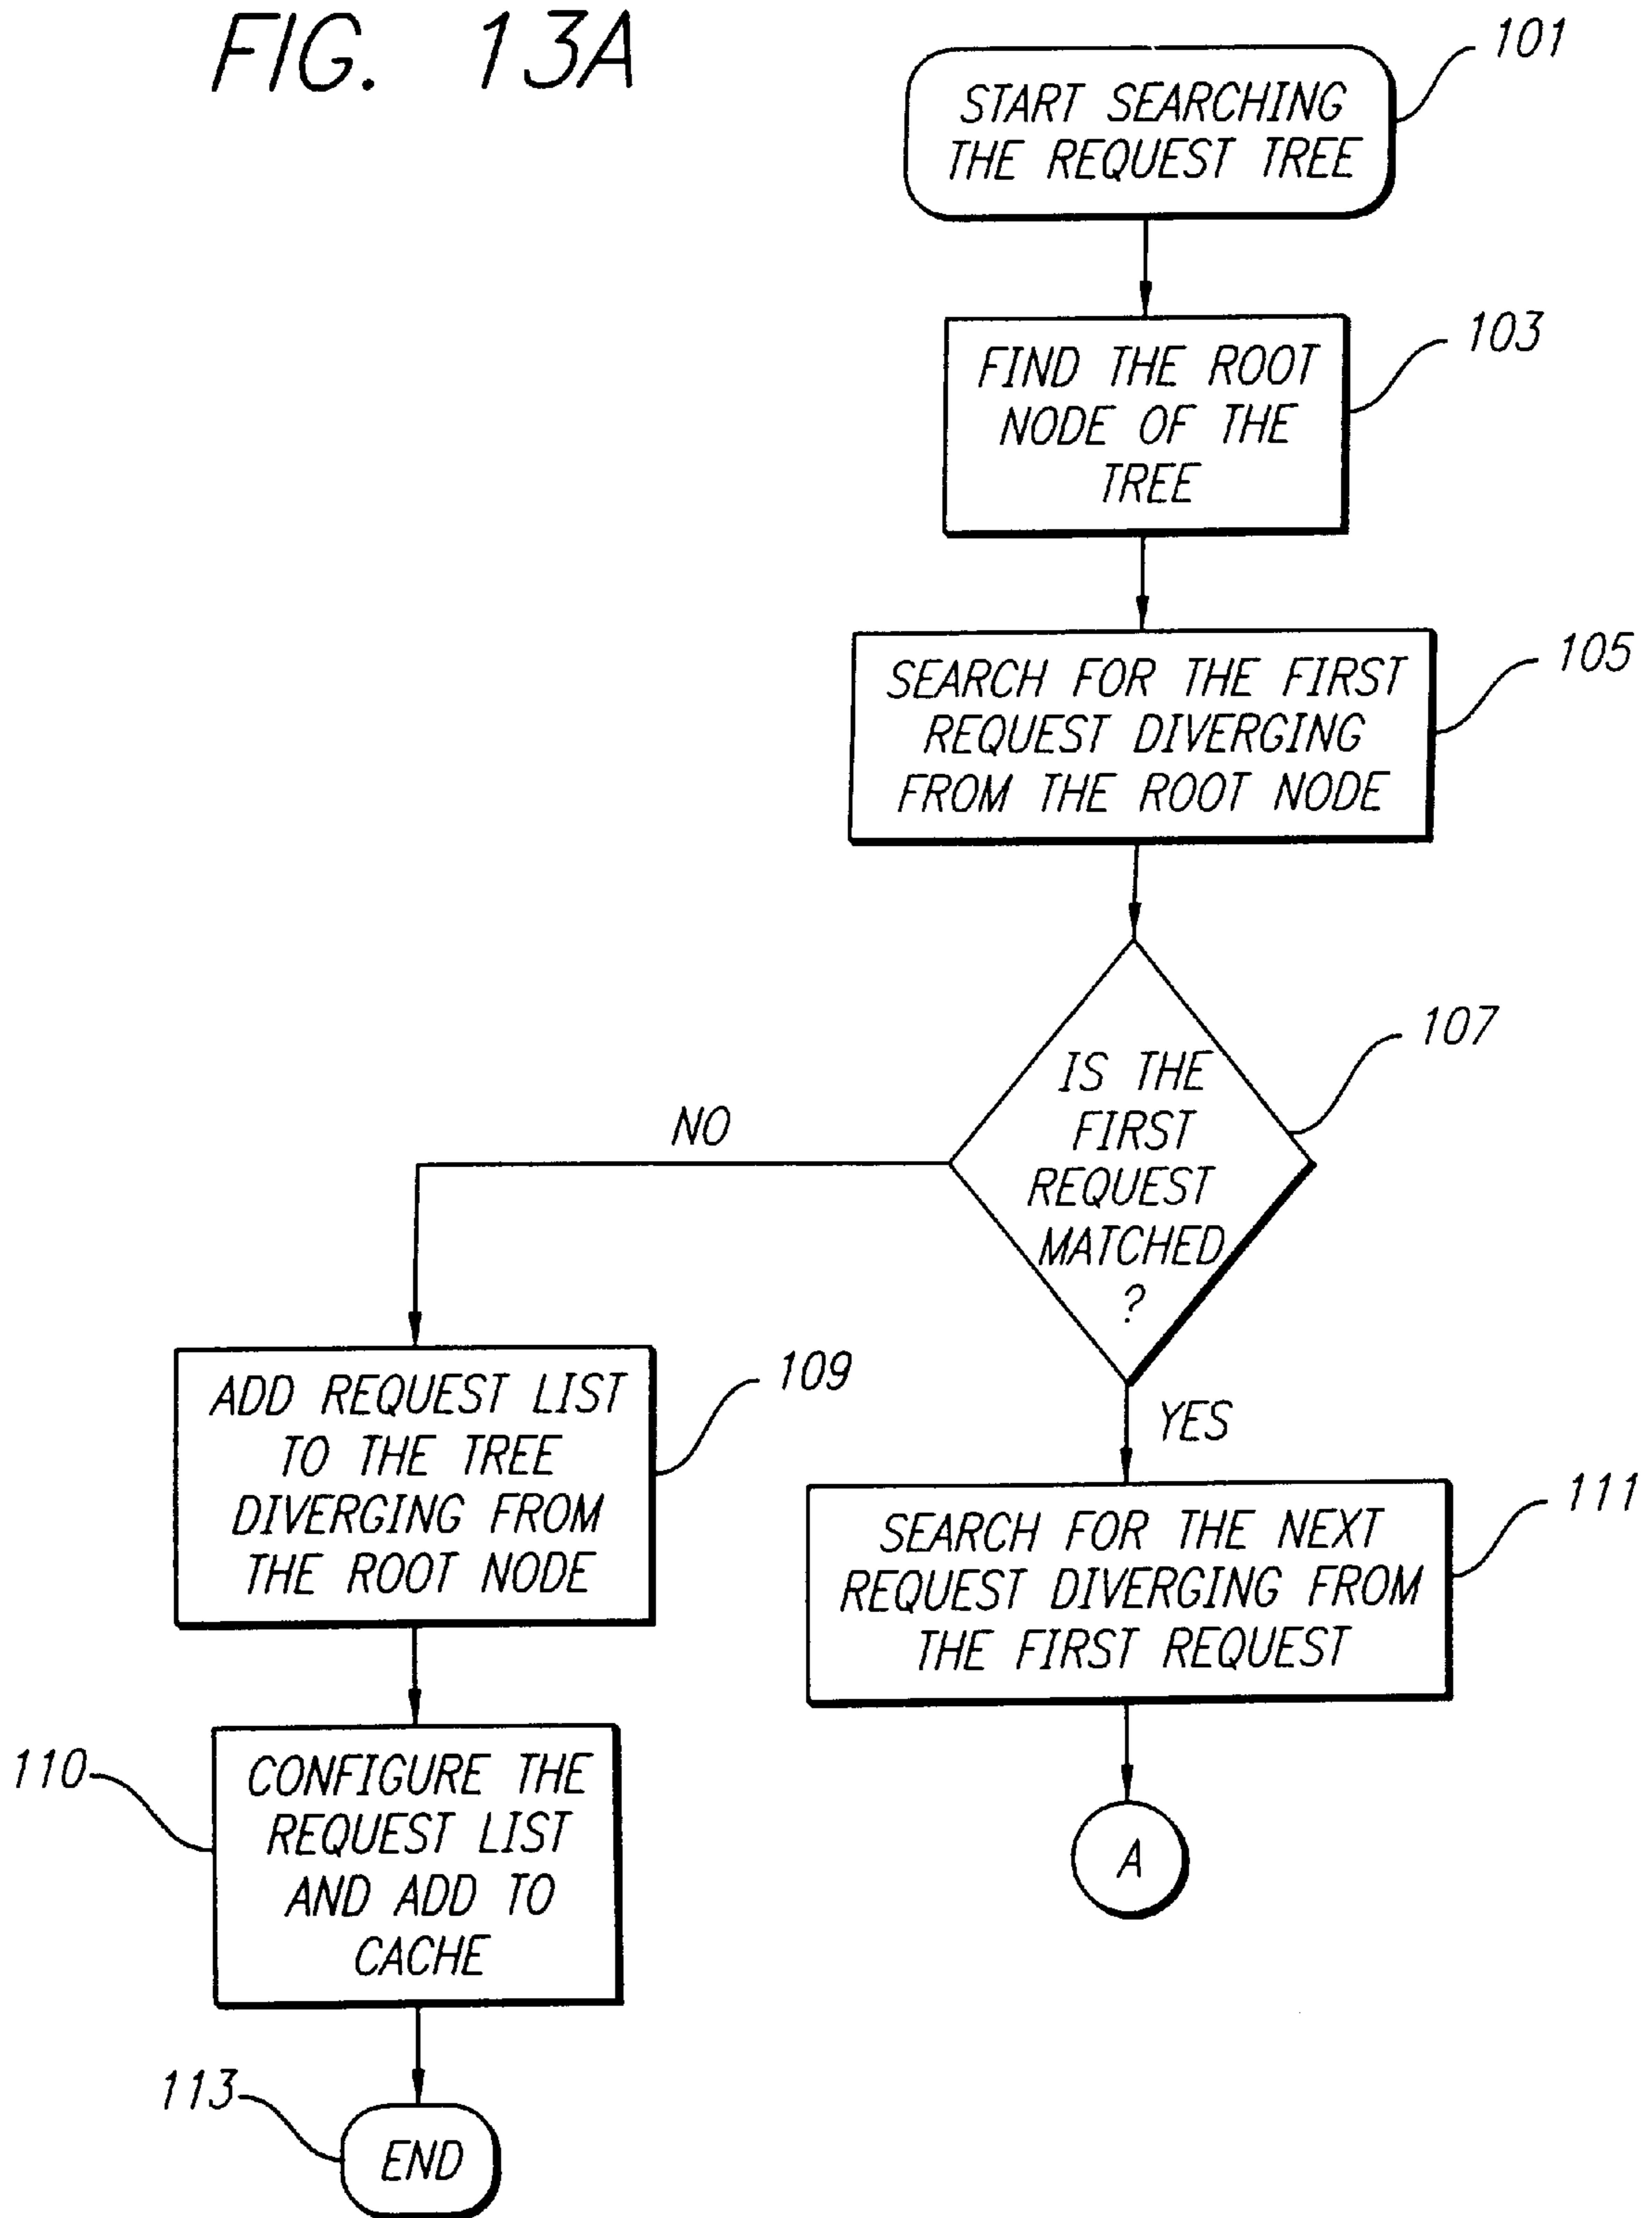 FIG. 13A
101
START SEARCHING
THE REQUEST TREE
103
FIND THE ROOT
NODE OF THE
TREE
105
SEARCH FOR THE FIRST
REQUEST DIVERGING
FROM THE ROOT NODE
107
IS THE
FIRST
REQUEST
MATCHED
?
NO
YES
109
ADD REQUEST LIST
TO THE TREE
DIVERGING FROM
THE ROOT NODE
111
SEARCH FOR THE NEXT
REQUEST DIVERGING FROM
THE FIRST REQUEST
110
CONFIGURE THE
REQUEST LIST
AND ADD TO
CACHE
A
113
END